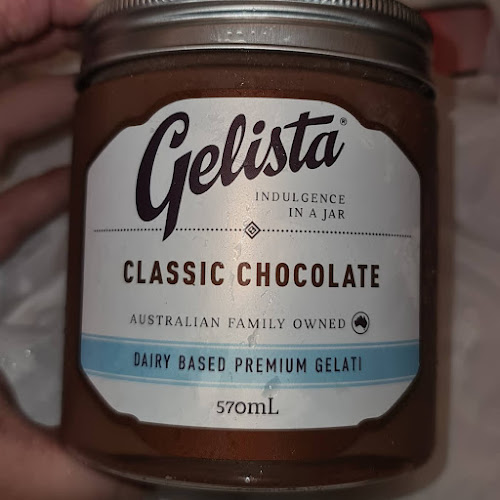 Gelista®
INDULGENCE
IN A JAR
CLASSIC CHOCOLATE
AUSTRALIAN FAMILY OWNED
DAIRY BASED PREMIUM GELATI
570mL